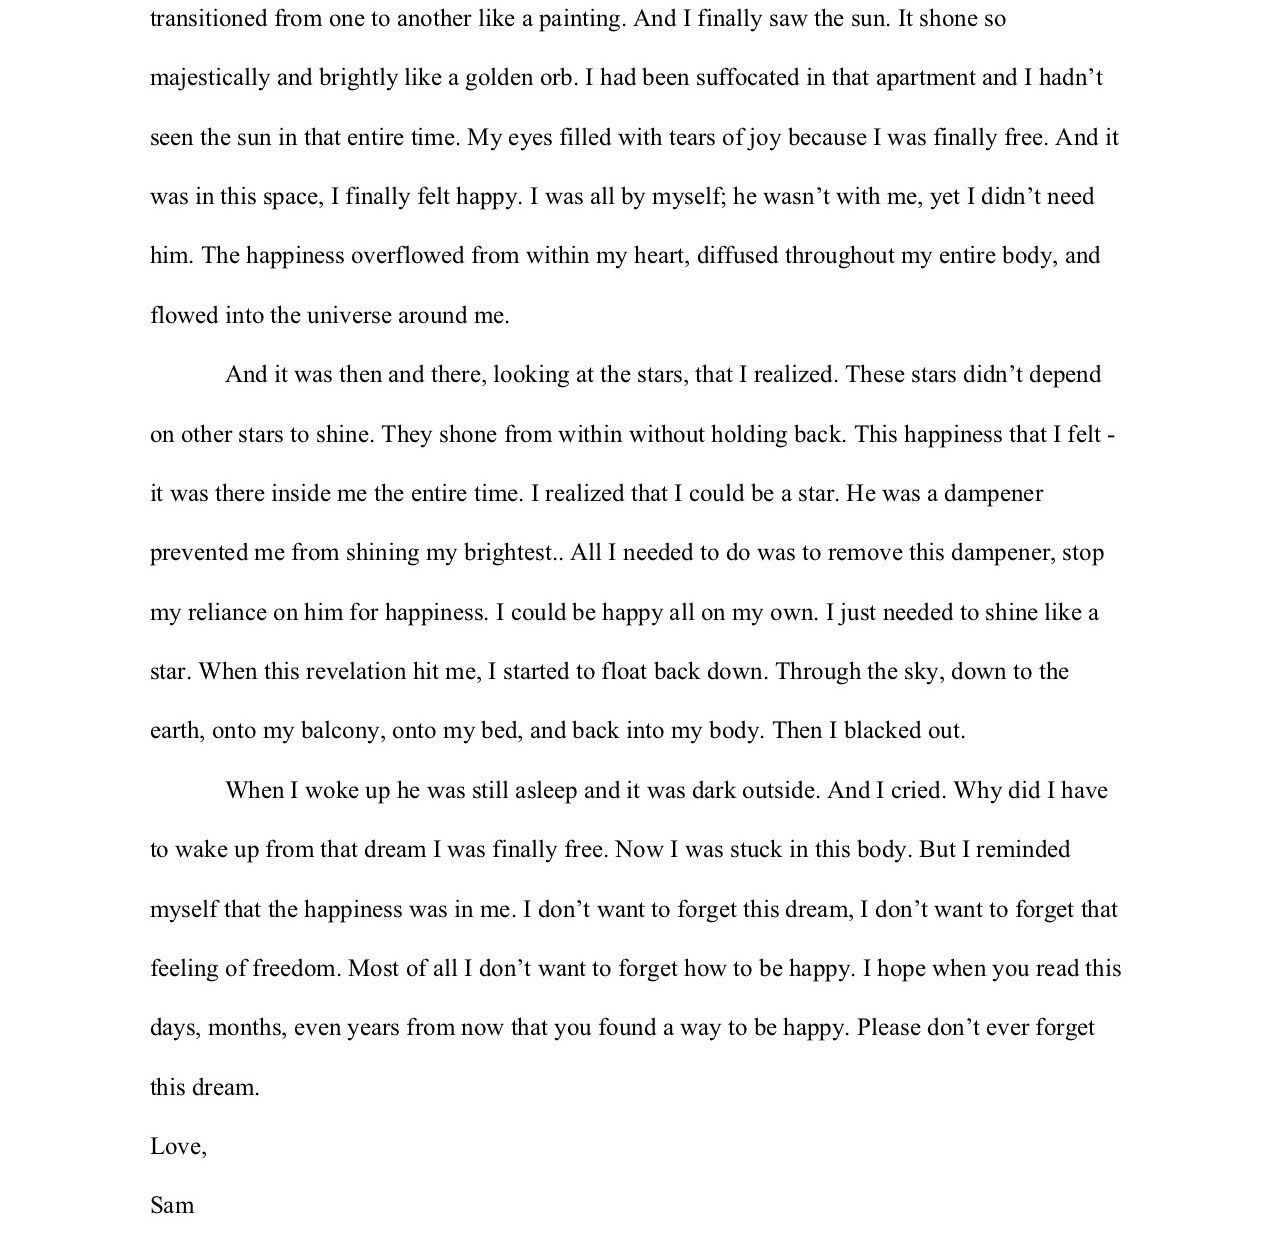 transitioned from one to another like a painting. And I finally saw the sun. It shone so
majestically and brightly like a golden orb. I had been suffocated in that apartment and I hadn’t
seen the sun in that entire time. My eyes filled with tears of joy because I was finally free. And it
was in this space, I finally felt happy. I was all by myself; he wasn’t with me, yet I didn’t need
him. The happiness overflowed from within my heart, diffused throughout my entire body, and
flowed into the universe around me.
And it was then and there, looking at the stars, that I realized. These stars didn’t depend
on other stars to shine. They shone from within without holding back. This happiness that I felt -
it was there inside me the entire time. I realized that I could be a star. He was a dampener
prevented me from shining my brightest.. All I needed to do was to remove this dampener, stop
my reliance on him for happiness. I could be happy all on my own. I just needed to shine like a
star. When this revelation hit me, I started to float back down. Through the sky, down to the
earth, onto my balcony, onto my bed, and back into my body. Then I blacked out.
When I woke up he was still asleep and it was dark outside. And I cried. Why did I have
to wake up from that dream I was finally free. Now I was stuck in this body. But I reminded
myself that the happiness was in me. I don’t want to forget this dream, I don’t want to forget that
feeling of freedom. Most of all I don’t want to forget how to be happy. I hope when you read this
days, months, even years from now that you found a way to be happy. Please don’t ever forget
this dream.
Love,
Sam